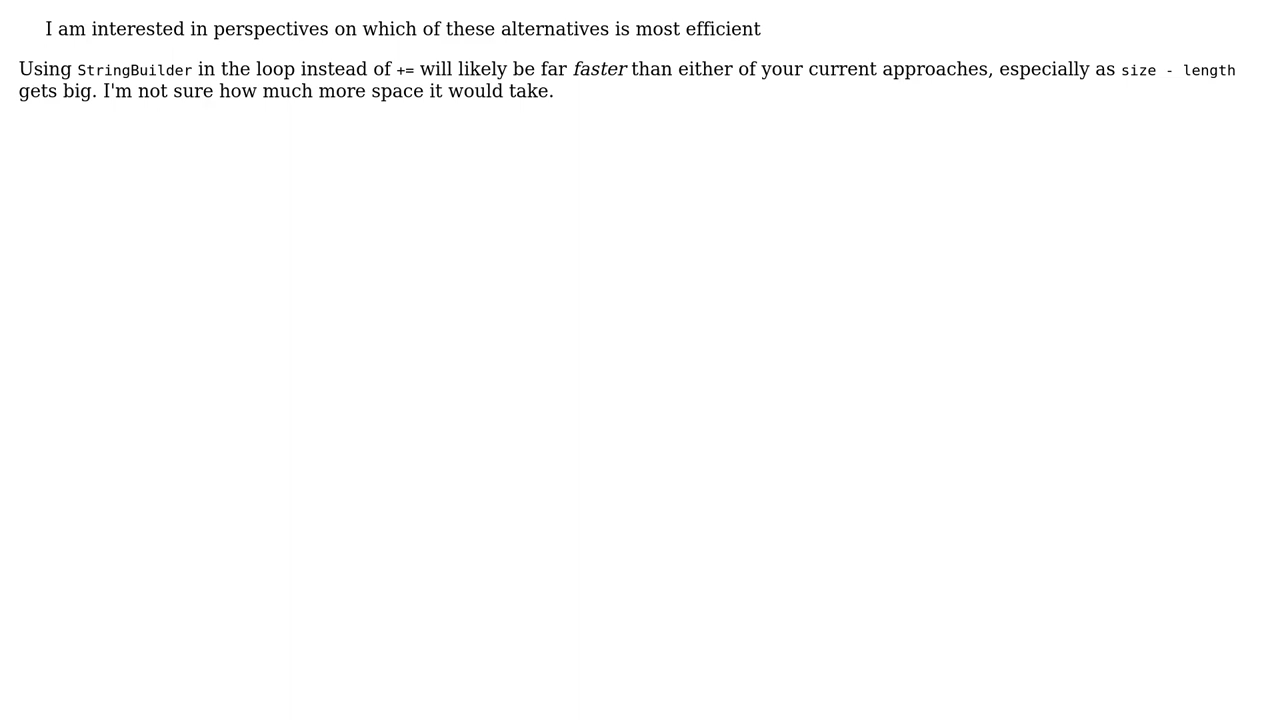 I am interested in perspectives on which of these alternatives is most efficient
Using StringBuilder in the loop instead of += will likely be far faster than either of your current approaches, especially as size - length
gets big. I'm not sure how much more space it would take.